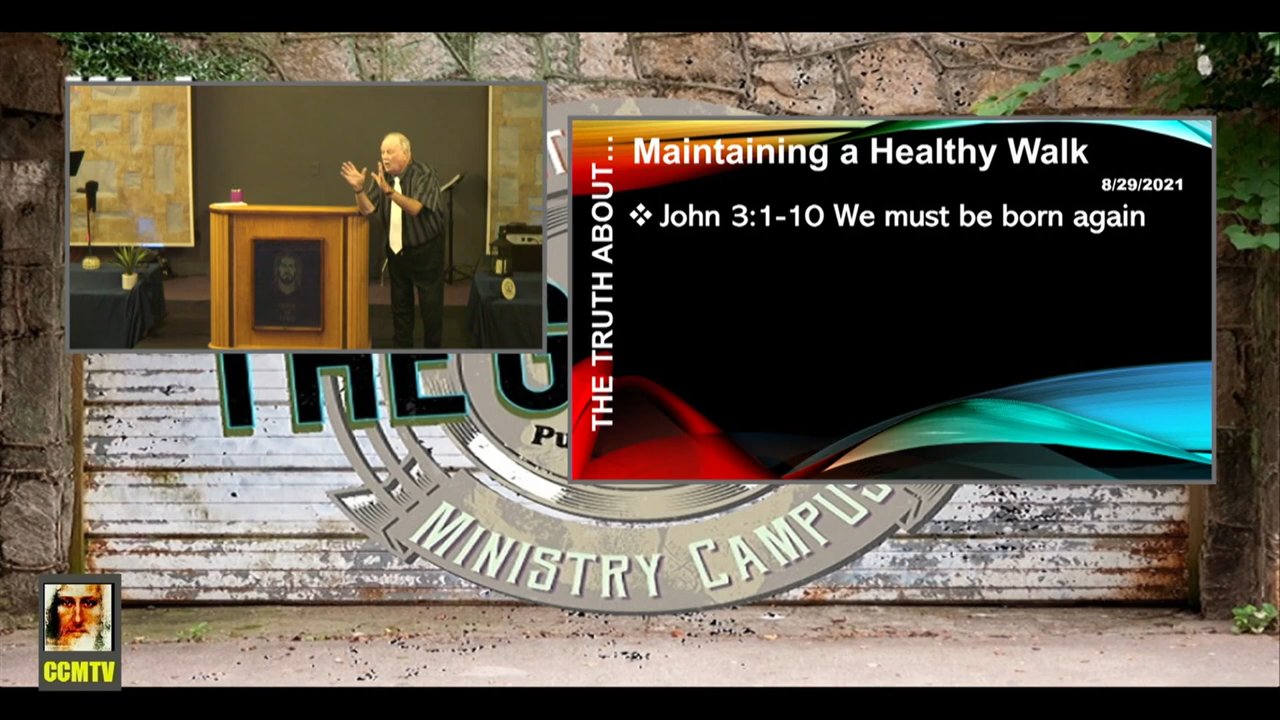 THE TRUTH ABOUT...
Maintaining a Healthy Walk
8/29/2021
❖ John 3:1-10 We must be born again
THE
MINISTRY CAMPUS
CCMTV